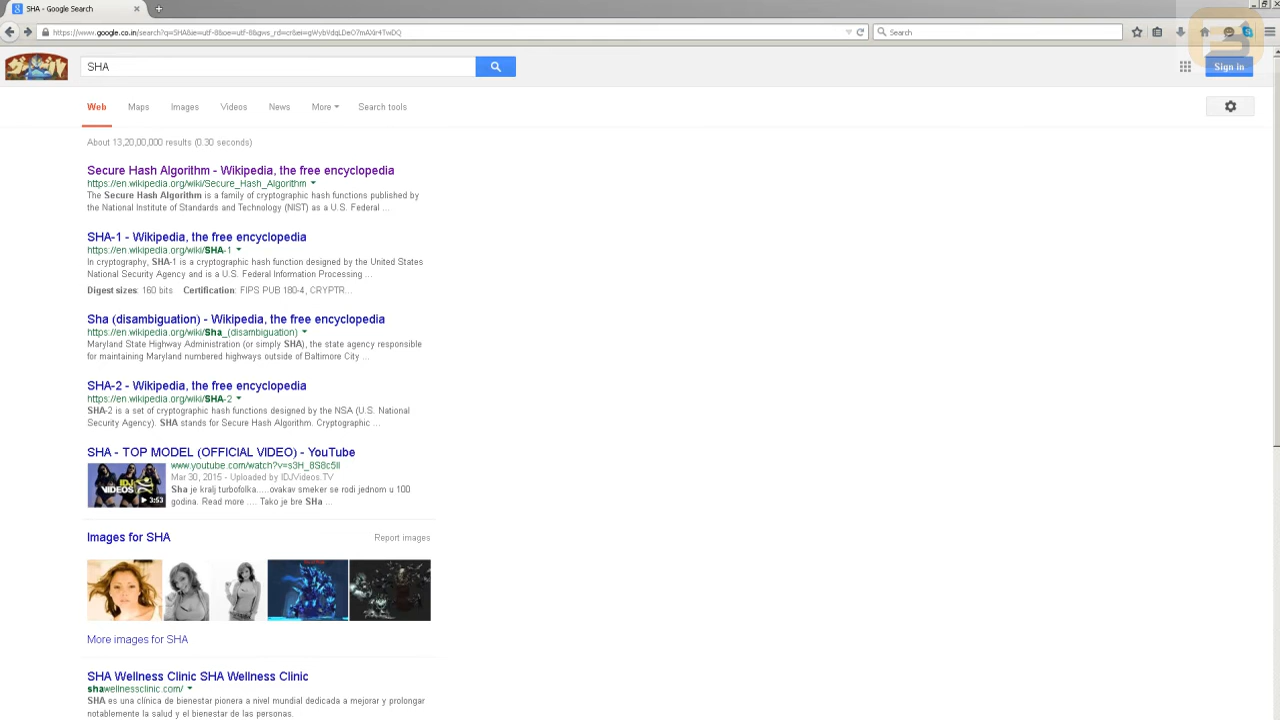 SHA - Google Search
https://www.google.co.in/search?q=SHA&ie=utf-8&oe=utf-8&gws_rd=cr&ei=gWybVdqLDeO7mAXir4TwDQ
Search
SHA
Sign in
Web Maps Images Videos News More Search tools
About 13,20,00,000 results (0.30 seconds)
Secure Hash Algorithm - Wikipedia, the free encyclopedia
https://en.wikipedia.org/wiki/Secure_Hash_Algorithm
The Secure Hash Algorithm is a family of cryptographic hash functions published by
the National Institute of Standards and Technology (NIST) as a U.S. Federal ...
SHA-1 - Wikipedia, the free encyclopedia
https://en.wikipedia.org/wiki/SHA-1
In cryptography, SHA-1 is a cryptographic hash function designed by the United States
National Security Agency and is a U.S. Federal Information Processing ...
Digest sizes: 160 bits Certification: FIPS PUB 180-4, CRYPTR...
Sha (disambiguation) - Wikipedia, the free encyclopedia
https://en.wikipedia.org/wiki/Sha_(disambiguation)
Maryland State Highway Administration (or simply SHA), the state agency responsible
for maintaining Maryland numbered highways outside of Baltimore City ...
SHA-2 - Wikipedia, the free encyclopedia
https://en.wikipedia.org/wiki/SHA-2
SHA-2 is a set of cryptographic hash functions designed by the NSA (U.S. National
Security Agency). SHA stands for Secure Hash Algorithm. Cryptographic ...
SHA - TOP MODEL (OFFICIAL VIDEO) - YouTube
www.youtube.com/watch?v=s3H_8S8c5lI
Mar 30, 2015 - Uploaded by IDJVideos.TV
Sha je kralj turbofolka.....ovakav smeker se rodi jednom u 100
godina. Read more .... Tako je bre SHa ...
IDJ
VIDEOS
3:53
Images for SHA Report images
More images for SHA
SHA Wellness Clinic SHA Wellness Clinic
shawellnessclinic.com/
SHA es una clínica de bienestar pionera a nivel mundial dedicada a mejorar y prolongar
notablemente la salud y el bienestar de las personas.